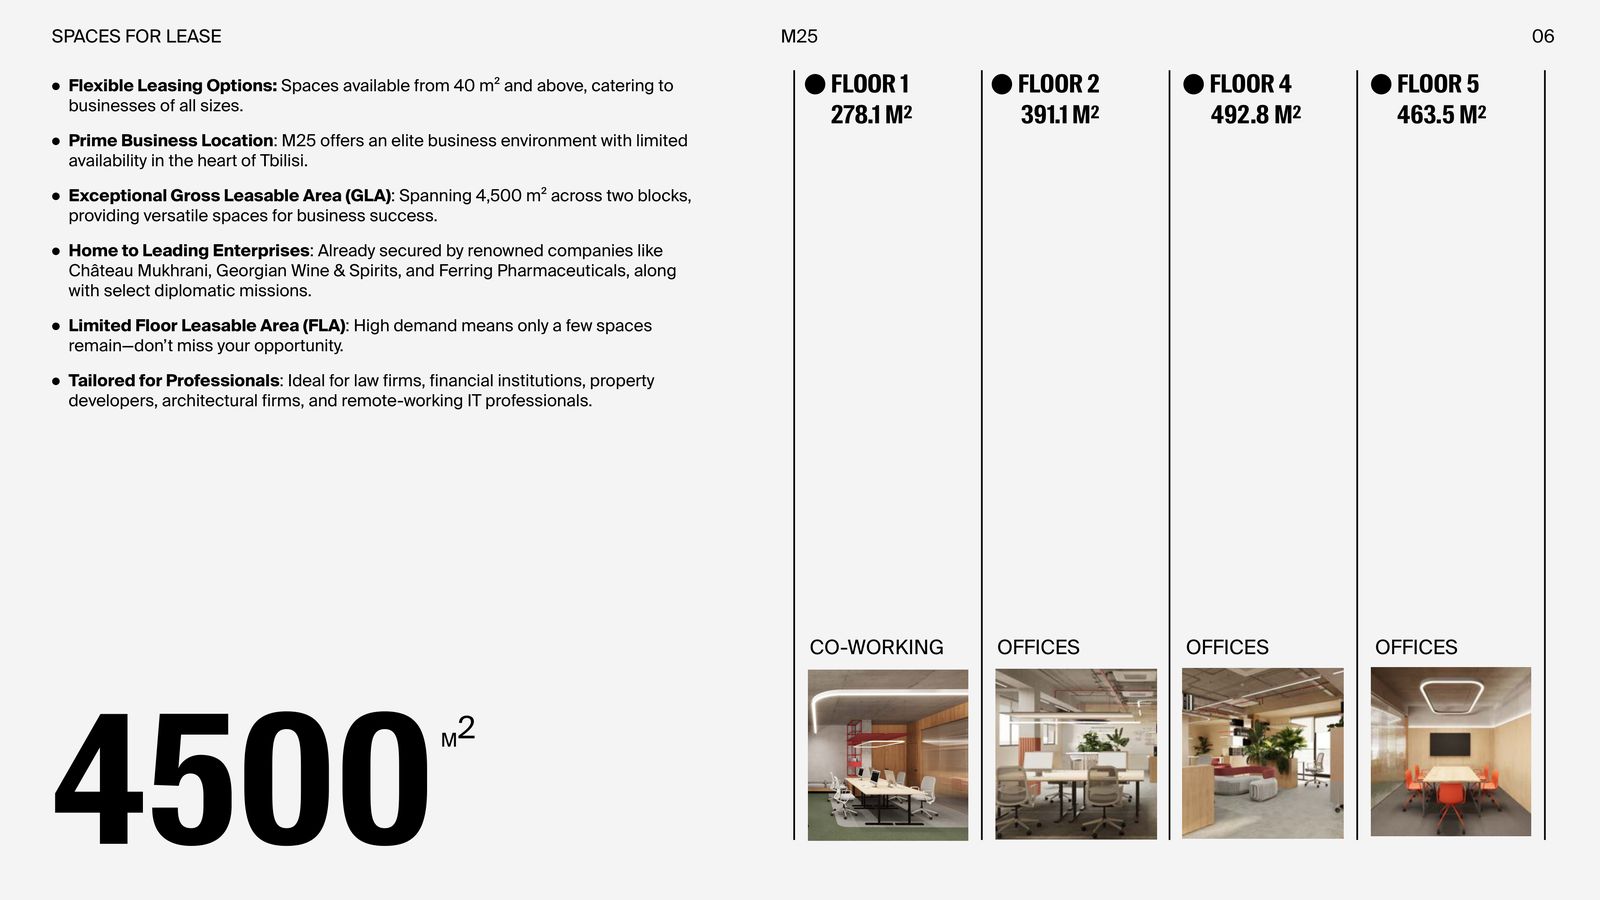 SPACES FOR LEASE
M25
06
● Flexible Leasing Options: Spaces available from 40 m² and above, catering to
businesses of all sizes.
● Prime Business Location: M25 offers an elite business environment with limited
availability in the heart of Tbilisi.
● Exceptional Gross Leasable Area (GLA): Spanning 4,500 m² across two blocks,
providing versatile spaces for business success.
● Home to Leading Enterprises: Already secured by renowned companies like
Château Mukhrani, Georgian Wine & Spirits, and Ferring Pharmaceuticals, along
with select diplomatic missions.
● Limited Floor Leasable Area (FLA): High demand means only a few spaces
remain—don’t miss your opportunity.
● Tailored for Professionals: Ideal for law firms, financial institutions, property
developers, architectural firms, and remote-working IT professionals.
4500 M²
● FLOOR 1
278.1 M²
CO-WORKING
● FLOOR 2
391.1 M²
OFFICES
● FLOOR 4
492.8 M²
OFFICES
● FLOOR 5
463.5 M²
OFFICES